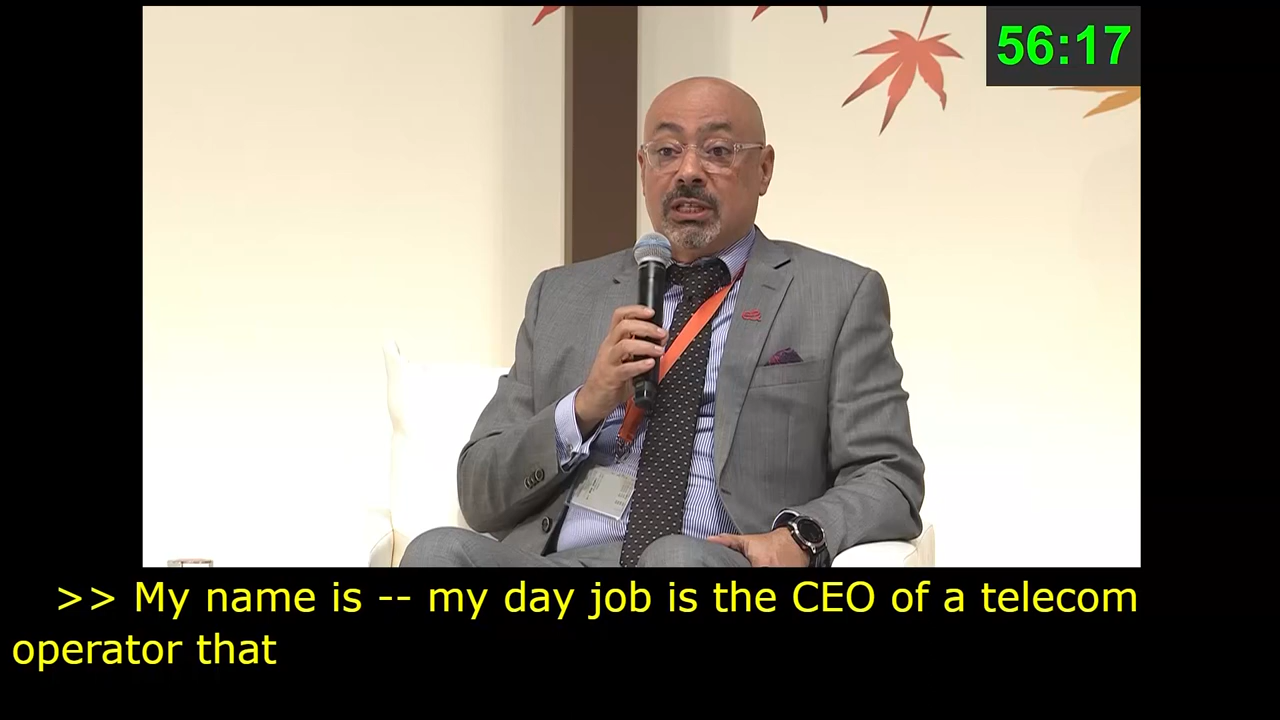 56:17
>> My name is -- my day job is the CEO of a telecom
operator that